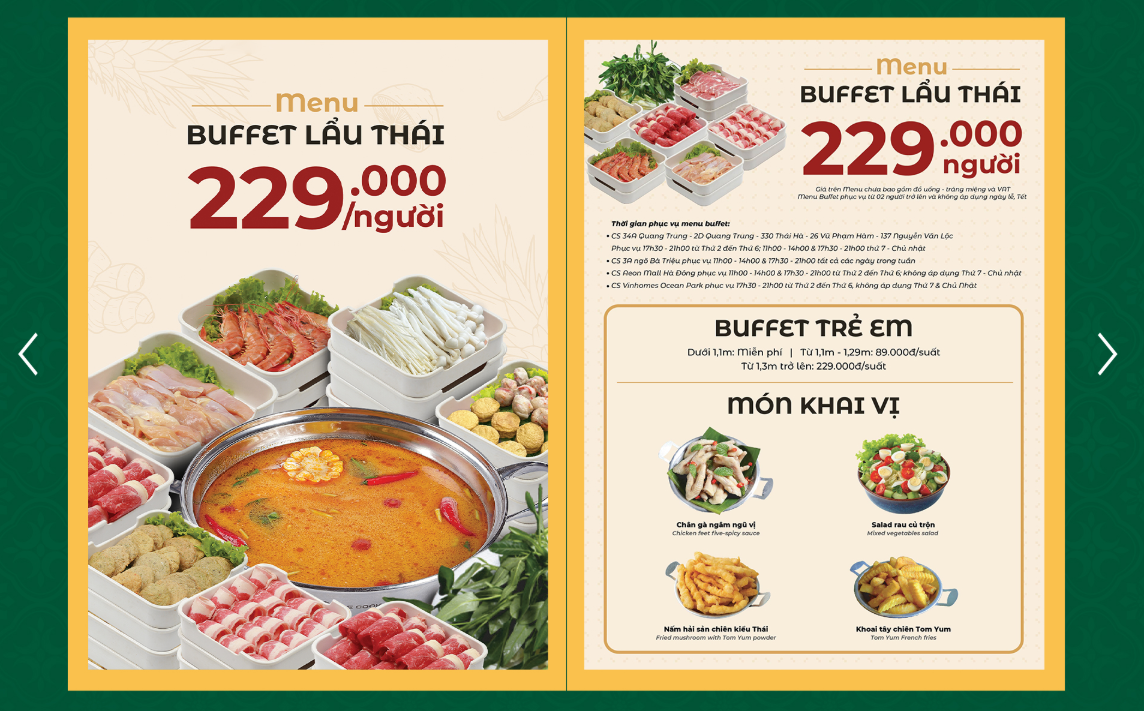 Menu
BUFFET LẨU THÁI
229.000
/người
Menu
BUFFET LẨU THÁI
229.000
người
Giá trên Menu chưa bao gồm đồ uống - tráng miệng và VAT
Menu Buffet phục vụ từ 02 người trở lên và không áp dụng ngày lễ, Tết
Thời gian phục vụ menu buffet:
• CS 34A Quang Trung - 2D Quang Trung - 330 Thái Hà - 26 Vũ Phạm Hàm - 137 Nguyễn Văn Lộc
Phục vụ 17h30 - 21h00 từ Thứ 2 đến Thứ 6; 11h00 - 14h00 & 17h30 - 21h00 thứ 7 - Chủ nhật
• CS 3A ngõ Bà Triệu phục vụ 11h00 - 14h00 & 17h30 - 21h00 tất cả các ngày trong tuần
• CS Aeon Mall Hà Đông phục vụ 11h00 - 14h00 & 17h30 - 21h00 từ Thứ 2 đến Thứ 6; không áp dụng Thứ 7 - Chủ nhật
• CS Vinhomes Ocean Park phục vụ 17h30 - 21h00 từ Thứ 2 đến Thứ 6, không áp dụng Thứ 7 & Chủ Nhật
BUFFET TRẺ EM
Dưới 1,1m: Miễn phí | Từ 1,1m - 1,29m: 89.000đ/suất
Từ 1,3m trở lên: 229.000đ/suất
MÓN KHAI VỊ
Chân gà ngâm ngũ vị
Chicken feet five-spicy sauce
Salad rau củ trộn
Mixed vegetables salad
Nấm hải sản chiên kiểu Thái
Fried mushroom with Tom Yum powder
Khoai tây chiên Tom Yum
Tom Yum French fries